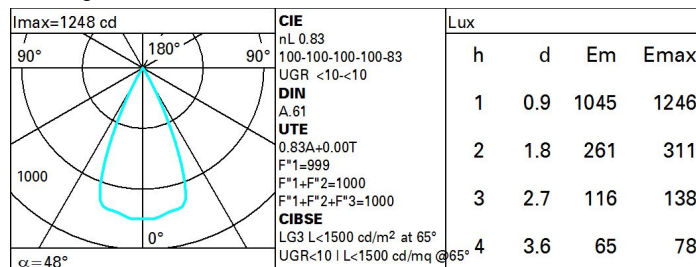 Imax=1248 cd
90°
180°
90°
1000
0°
α=48°
CIE
nL 0.83
100-100-100-100-83
UGR <10-<10
DIN
A.61
UTE
0.83A+0.00T
F"1=999
F"1+F"2=1000
F"1+F"2+F"3=1000
CIBSE
LG3 L<1500 cd/m² at 65°
UGR<10 | L<1500 cd/mq @65°
Lux
h d Em Emax
1 0.9 1045 1246
2 1.8 261 311
3 2.7 116 138
4 3.6 65 78